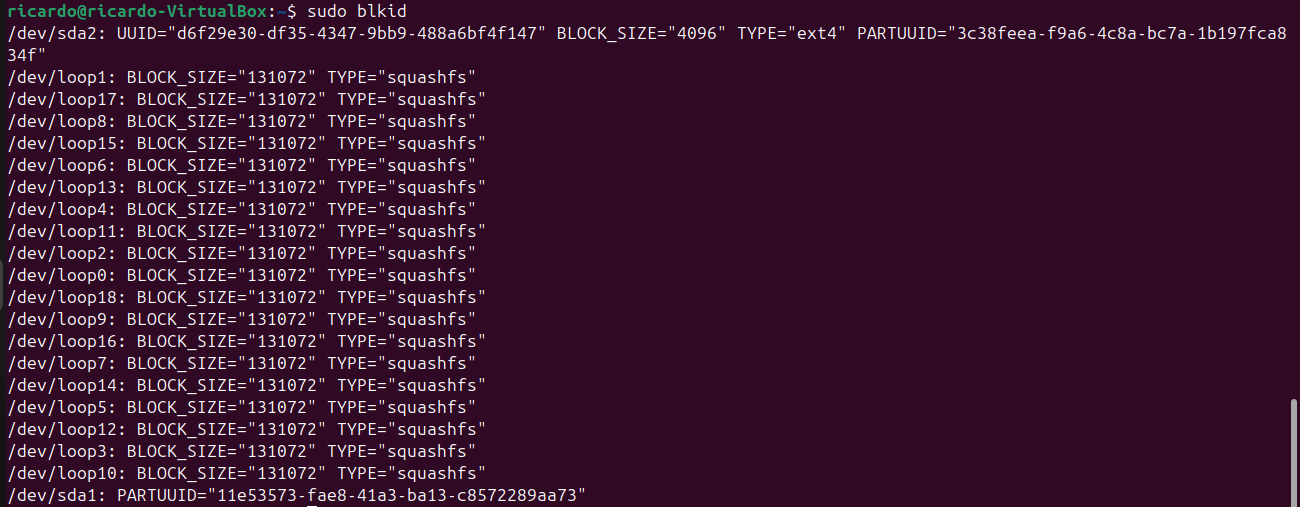 ricardo@ricardo-VirtualBox:~$ sudo blkid
/dev/sda2: UUID="d6f29e30-df35-4347-9bb9-488a6bf4f147" BLOCK_SIZE="4096" TYPE="ext4" PARTUUID="3c38feea-f9a6-4c8a-bc7a-1b197fca8
34f"
/dev/loop1: BLOCK_SIZE="131072" TYPE="squashfs"
/dev/loop17: BLOCK_SIZE="131072" TYPE="squashfs"
/dev/loop8: BLOCK_SIZE="131072" TYPE="squashfs"
/dev/loop15: BLOCK_SIZE="131072" TYPE="squashfs"
/dev/loop6: BLOCK_SIZE="131072" TYPE="squashfs"
/dev/loop13: BLOCK_SIZE="131072" TYPE="squashfs"
/dev/loop4: BLOCK_SIZE="131072" TYPE="squashfs"
/dev/loop11: BLOCK_SIZE="131072" TYPE="squashfs"
/dev/loop2: BLOCK_SIZE="131072" TYPE="squashfs"
/dev/loop0: BLOCK_SIZE="131072" TYPE="squashfs"
/dev/loop18: BLOCK_SIZE="131072" TYPE="squashfs"
/dev/loop9: BLOCK_SIZE="131072" TYPE="squashfs"
/dev/loop16: BLOCK_SIZE="131072" TYPE="squashfs"
/dev/loop7: BLOCK_SIZE="131072" TYPE="squashfs"
/dev/loop14: BLOCK_SIZE="131072" TYPE="squashfs"
/dev/loop5: BLOCK_SIZE="131072" TYPE="squashfs"
/dev/loop12: BLOCK_SIZE="131072" TYPE="squashfs"
/dev/loop3: BLOCK_SIZE="131072" TYPE="squashfs"
/dev/loop10: BLOCK_SIZE="131072" TYPE="squashfs"
/dev/sda1: PARTUUID="11e53573-fae8-41a3-ba13-c8572289aa73"